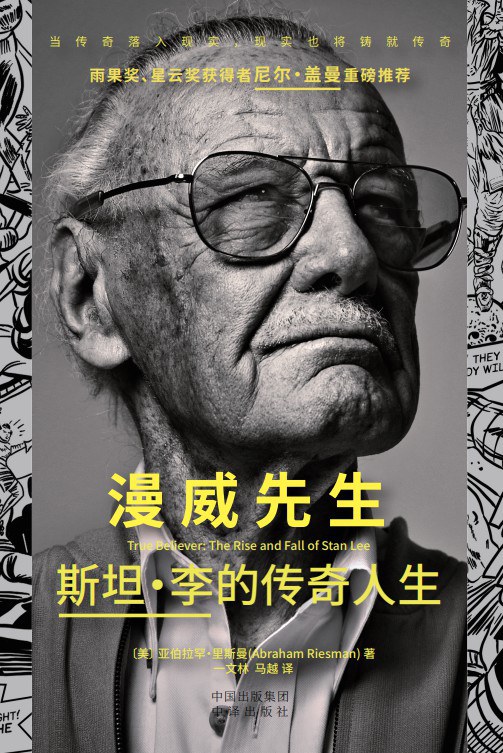 当传奇落入现实，现实也将铸就传奇
雨果奖、星云奖获得者尼尔·盖曼重磅推荐
漫威先生
True Believer: The Rise and Fall of Stan Lee
斯坦·李的传奇人生
〔美〕亚伯拉罕·里斯曼(Abraham Riesman) 著
一文林 马越 译
中国出版集团
中译出版社
THEY
WIL
GHT!
HE